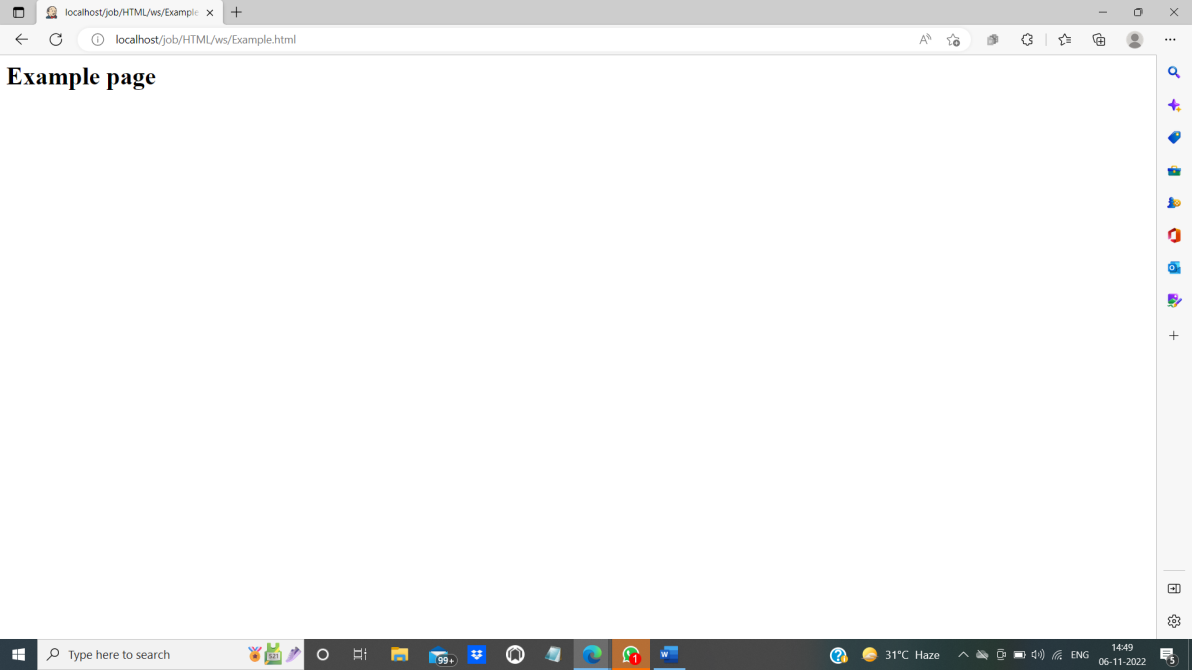 localhost/job/HTML/ws/Example
localhost/job/HTML/ws/Example.html
Example page
Type here to search
521
99+
1
31°C Haze
ENG
14:49
06-11-2022
5